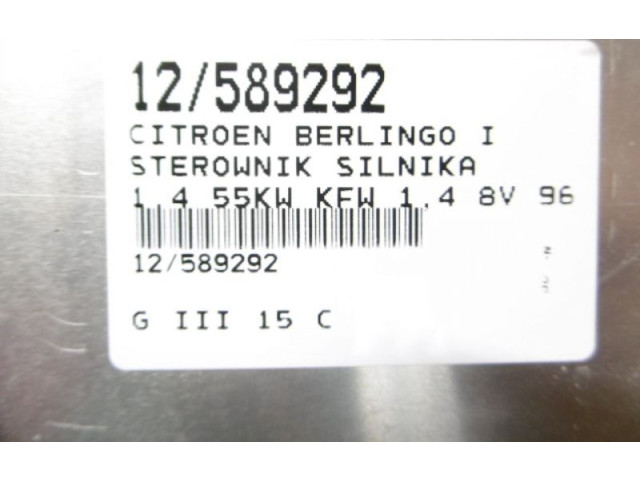 12/589292
CITROEN BERLINGO I
STEROWNIK SILNIKA
1.4 55KW KFW 1.4 8V 96
12/589292
G III 15 C